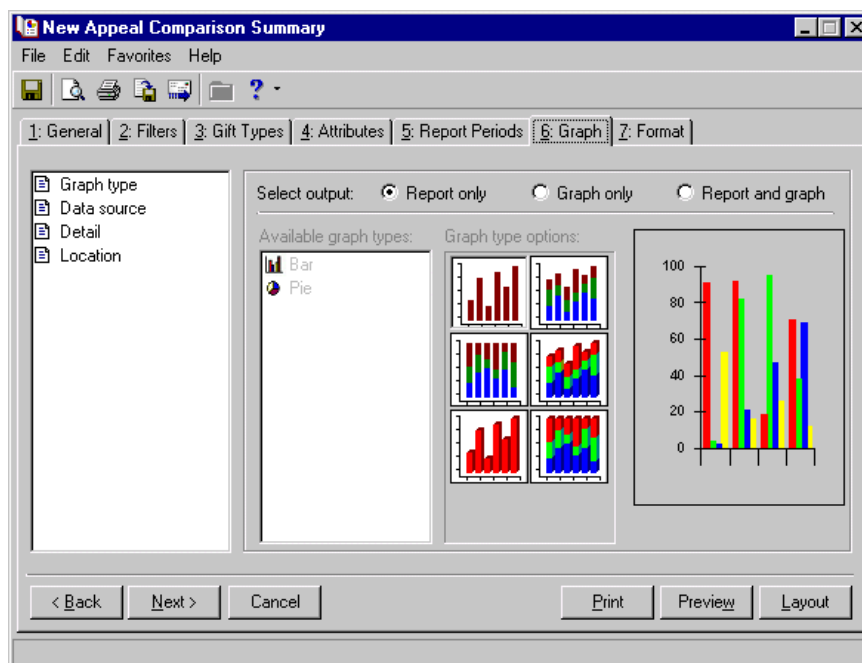 New Appeal Comparison Summary
File Edit Favorites Help
?
1: General 2: Filters 3: Gift Types 4: Attributes 5: Report Periods 6: Graph 7: Format
Graph type
Data source
Detail
Location
Select output: Report only Graph only Report and graph
Available graph types:
Bar
Pie
Graph type options:
100
80
60
40
20
0
< Back Next > Cancel Print Preview Layout